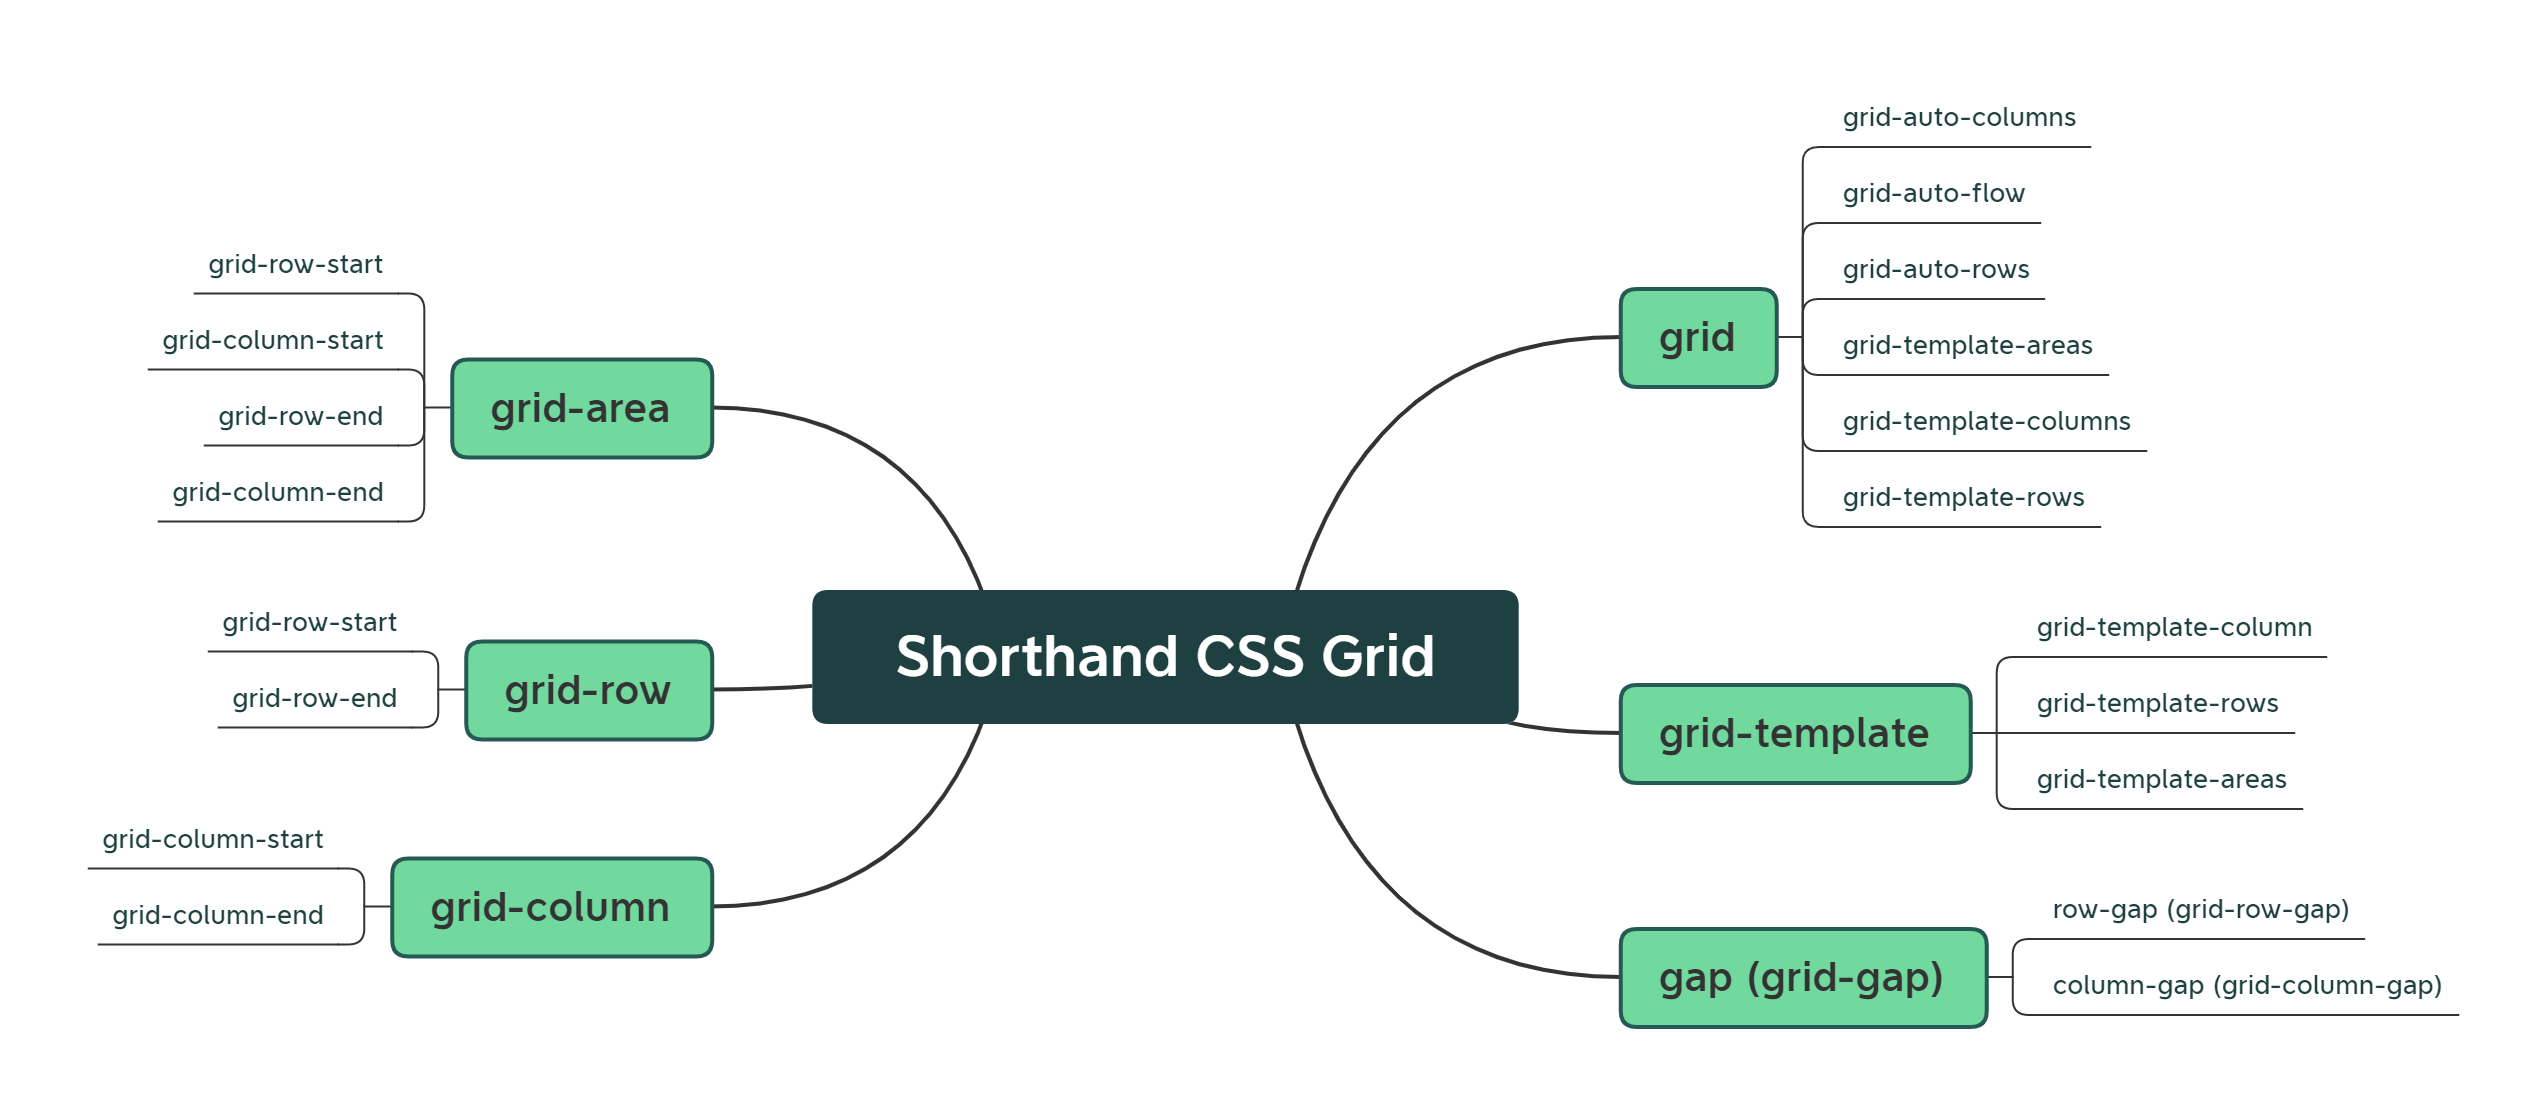 Shorthand CSS Grid
grid-area
grid-row-start
grid-column-start
grid-row-end
grid-column-end
grid-row
grid-row-start
grid-row-end
grid-column
grid-column-start
grid-column-end
grid
grid-auto-columns
grid-auto-flow
grid-auto-rows
grid-template-areas
grid-template-columns
grid-template-rows
grid-template
grid-template-column
grid-template-rows
grid-template-areas
gap (grid-gap)
row-gap (grid-row-gap)
column-gap (grid-column-gap)